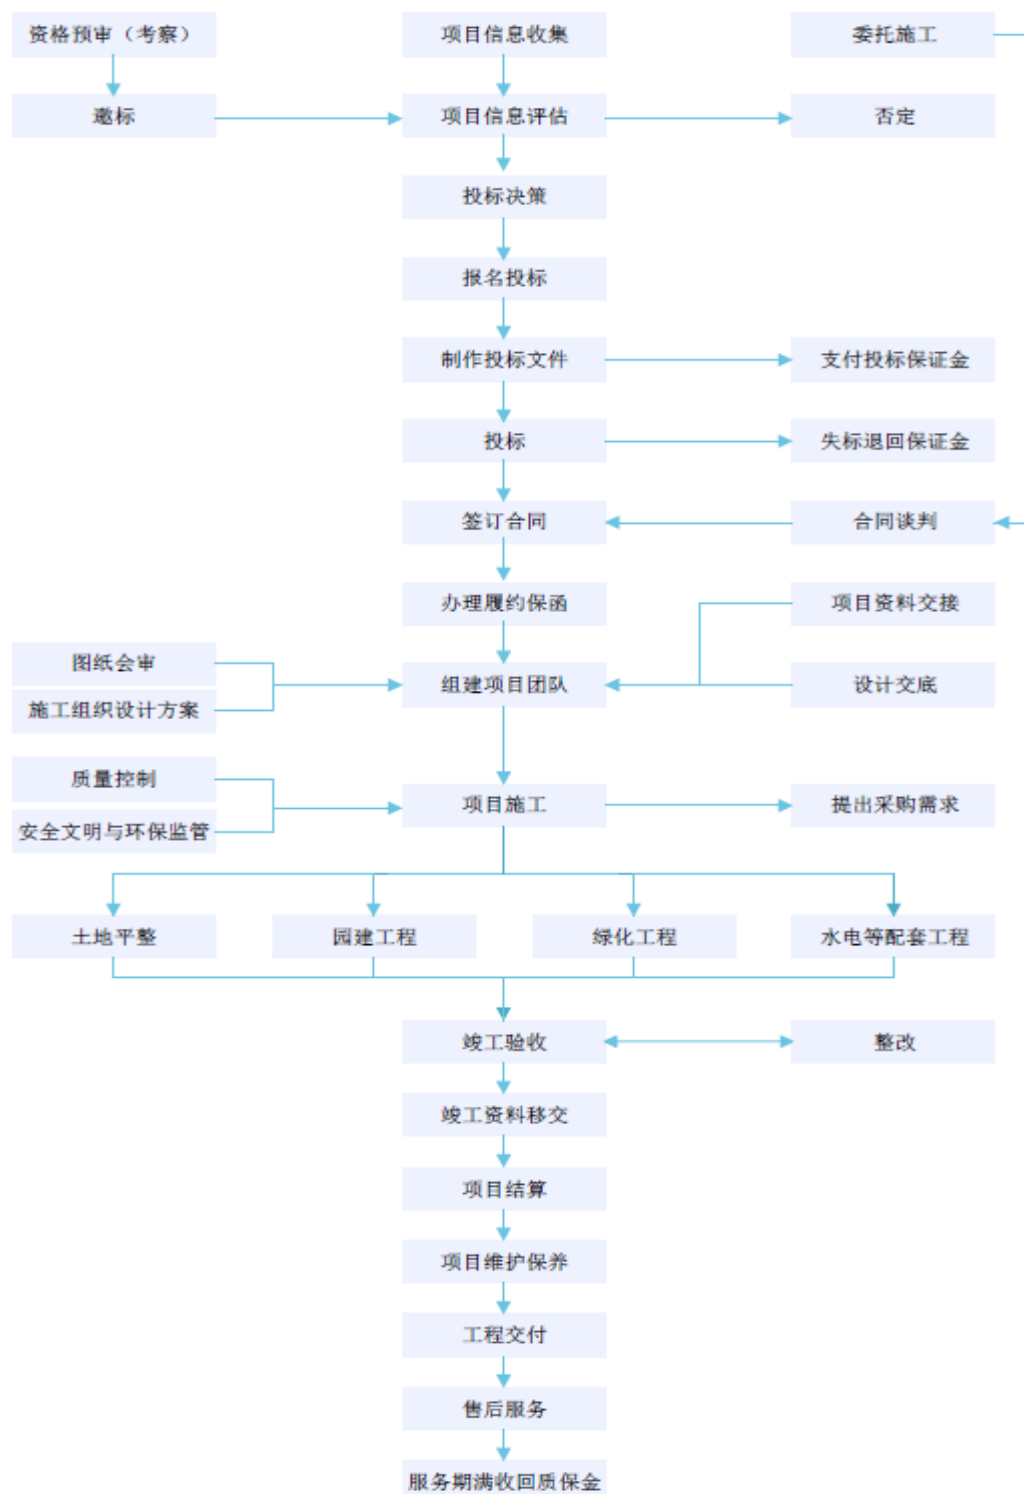 资格预审（考察）
项目信息收集
委托施工
邀标
项目信息评估
否定
投标决策
报名投标
制作投标文件
支付投标保证金
投标
失标退回保证金
签订合同
合同谈判
办理履约保函
项目资料交接
图纸会审
组建项目团队
设计交底
施工组织设计方案
质量控制
项目施工
提出采购需求
安全文明与环保监管
土地平整
园建工程
绿化工程
水电等配套工程
竣工验收
整改
竣工资料移交
项目结算
项目维护保养
工程交付
售后服务
服务期满收回质保金